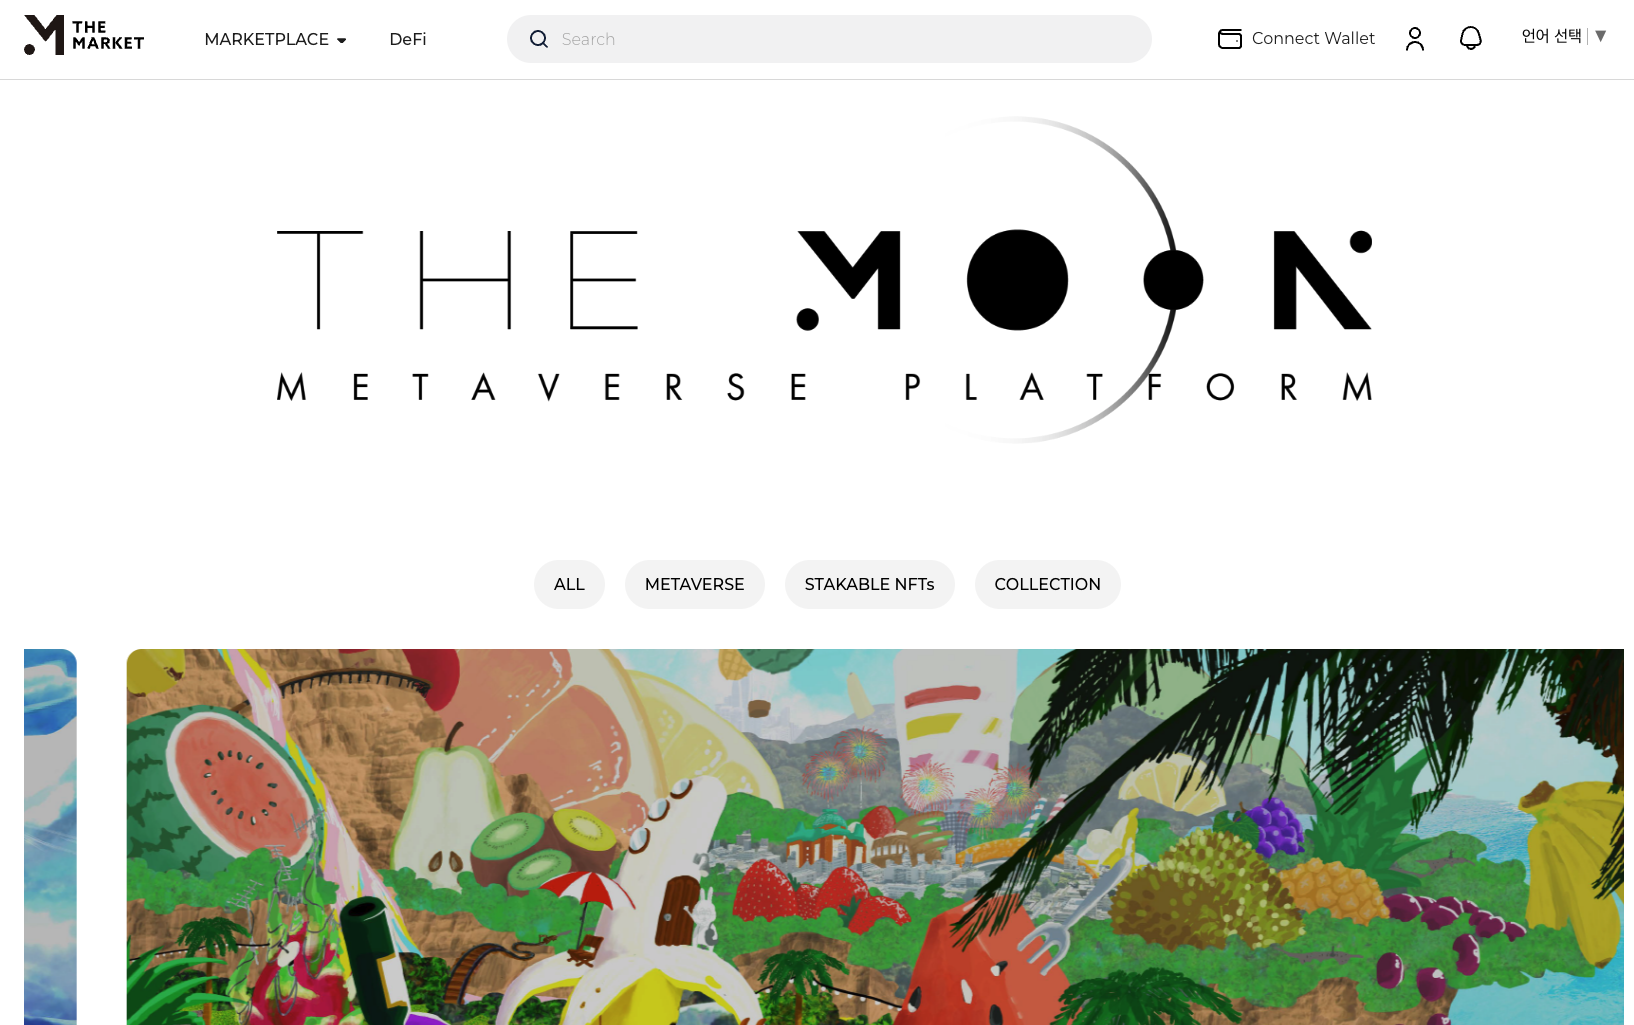 THE
MARKET
MARKETPLACE
DeFi
Search
Connect Wallet
언어 선택
▼
THE MOON
METAVERSE PLATFORM
ALL
METAVERSE
STAKABLE NFTs
COLLECTION